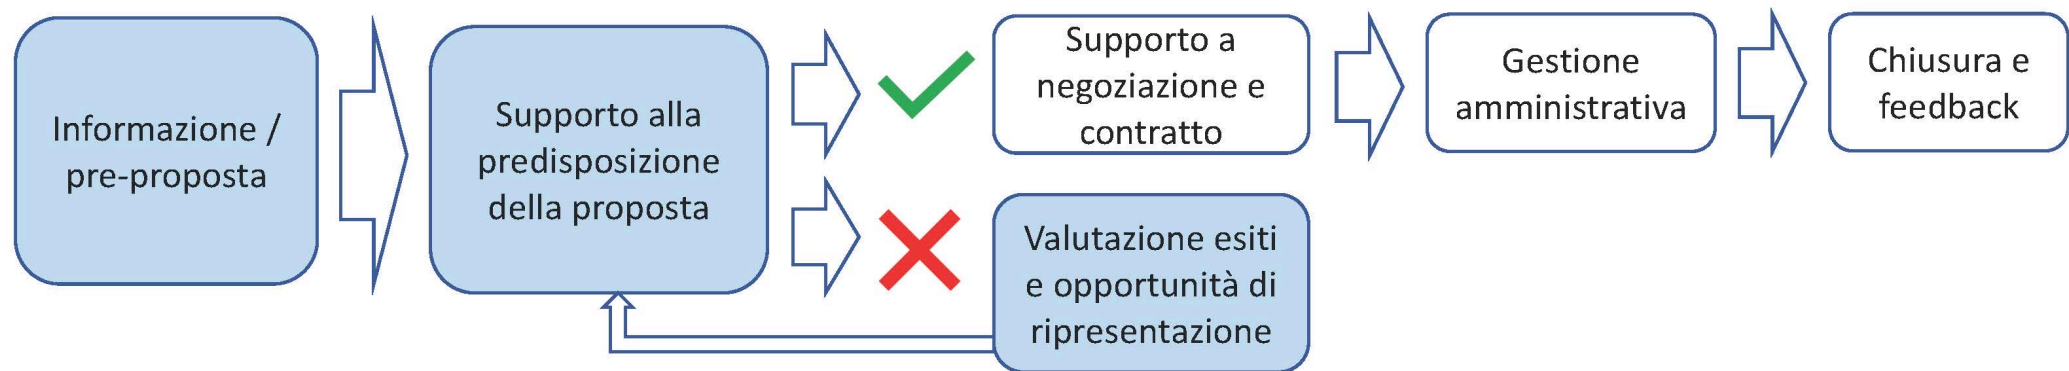 Informazione /
pre-proposta
Supporto alla
predisposizione
della proposta
Supporto a
negoziazione e
contratto
Gestione
amministrativa
Chiusura e
feedback
Valutazione esiti
e opportunità di
ripresentazione